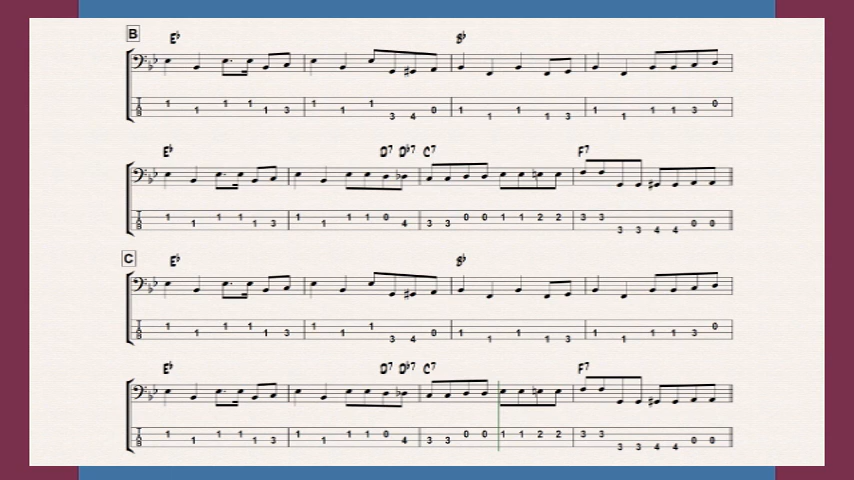 B E♭ B♭
1 1 1 1 1 3 1 1 1 3 4 0 1 1 1 1 3 1 1 1 1 3 0
E♭ D7 D♭7 C7 F7
1 1 1 1 1 3 1 1 1 1 0 4 3 3 0 0 1 1 2 2 3 3 3 3 4 4 0 0
C E♭ B♭
1 1 1 1 1 3 1 1 1 3 4 0 1 1 1 1 3 1 1 1 1 3 0
E♭ D7 D♭7 C7 F7
1 1 1 1 1 3 1 1 1 1 0 4 3 3 0 0 1 1 2 2 3 3 3 3 4 4 0 0